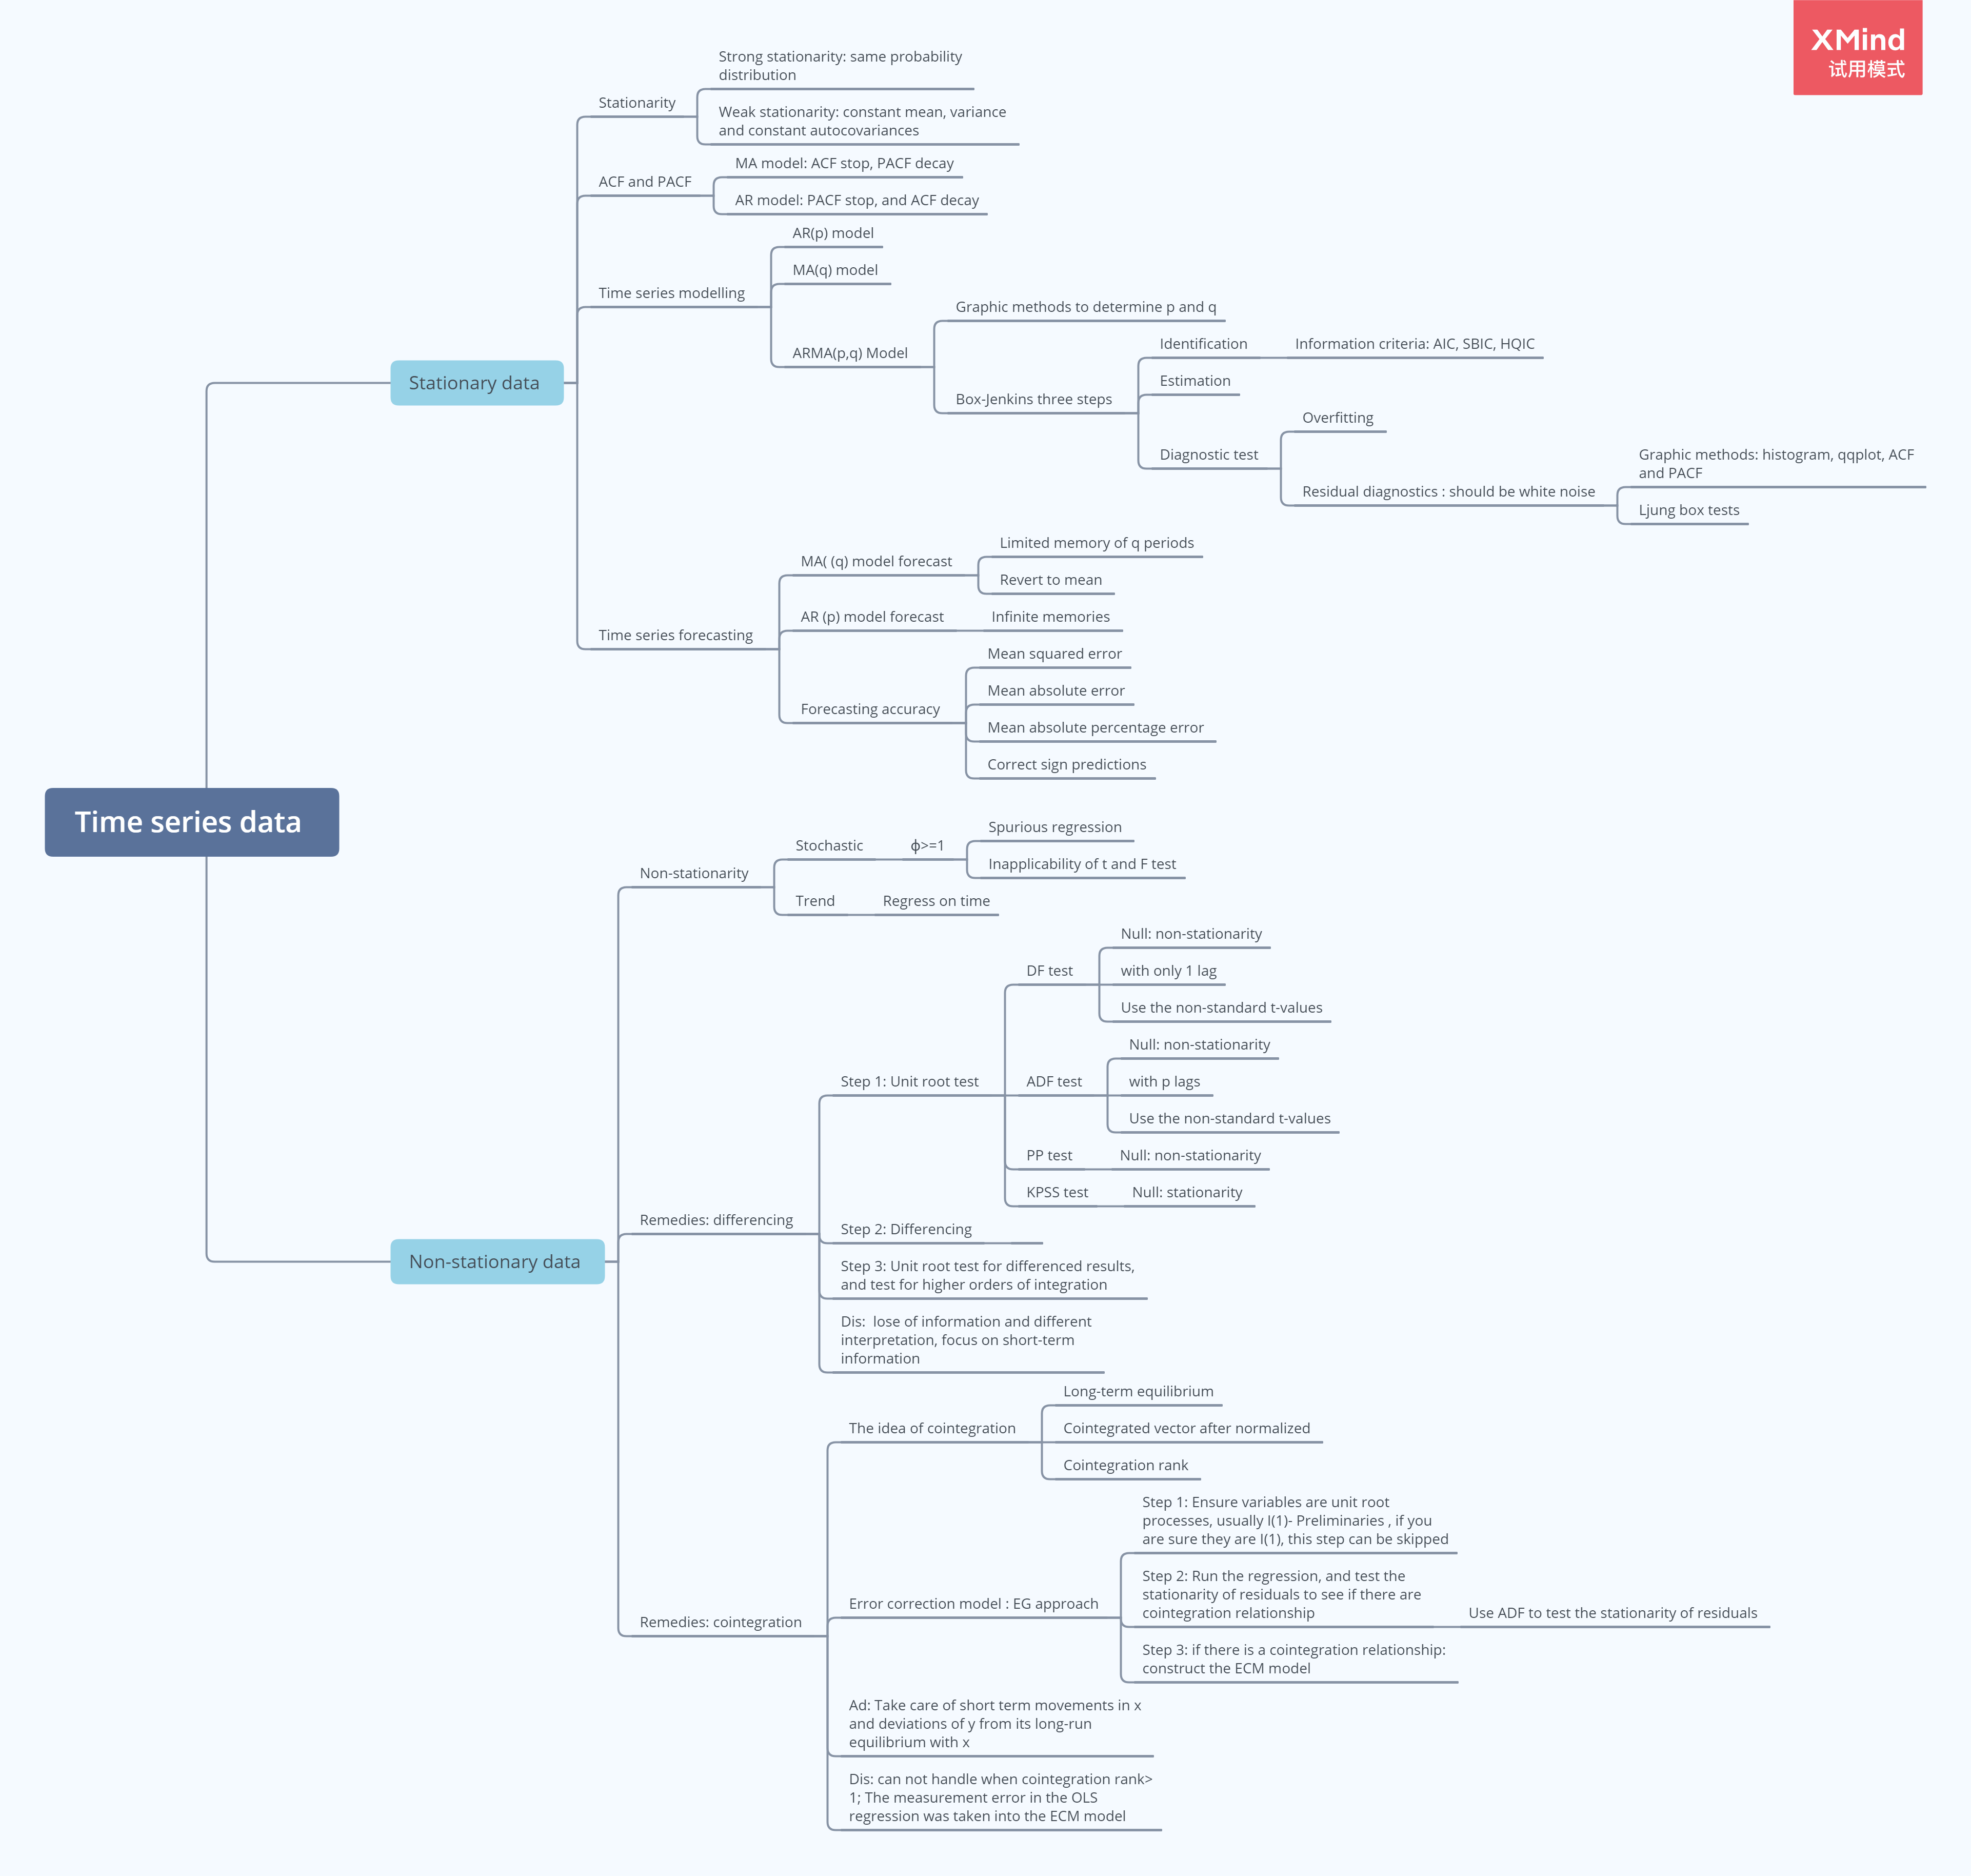 XMind
试用模式
Time series data
Stationary data
Stationarity
Strong stationarity: same probability
distribution
Weak stationarity: constant mean, variance
and constant autocovariances
ACF and PACF
MA model: ACF stop, PACF decay
AR model: PACF stop, and ACF decay
Time series modelling
AR(p) model
MA(q) model
ARMA(p,q) Model
Graphic methods to determine p and q
Box-Jenkins three steps
Identification
Information criteria: AIC, SBIC, HQIC
Estimation
Diagnostic test
Overfitting
Residual diagnostics : should be white noise
Graphic methods: histogram, qqplot, ACF
and PACF
Ljung box tests
Time series forecasting
MA( (q) model forecast
Limited memory of q periods
Revert to mean
AR (p) model forecast
Infinite memories
Forecasting accuracy
Mean squared error
Mean absolute error
Mean absolute percentage error
Correct sign predictions
Non-stationary data
Non-stationarity
Stochastic
ϕ>=1
Spurious regression
Inapplicability of t and F test
Trend
Regress on time
Remedies: differencing
Step 1: Unit root test
DF test
Null: non-stationarity
with only 1 lag
Use the non-standard t-values
ADF test
Null: non-stationarity
with p lags
Use the non-standard t-values
PP test
Null: non-stationarity
KPSS test
Null: stationarity
Step 2: Differencing
Step 3: Unit root test for differenced results,
and test for higher orders of integration
Dis:  lose of information and different
interpretation, focus on short-term
information
Remedies: cointegration
The idea of cointegration
Long-term equilibrium
Cointegrated vector after normalized
Cointegration rank
Error correction model : EG approach
Step 1: Ensure variables are unit root
processes, usually I(1)- Preliminaries , if you
are sure they are I(1), this step can be skipped
Step 2: Run the regression, and test the
stationarity of residuals to see if there are
cointegration relationship
Use ADF to test the stationarity of residuals
Step 3: if there is a cointegration relationship:
construct the ECM model
Ad: Take care of short term movements in x
and deviations of y from its long-run
equilibrium with x
Dis: can not handle when cointegration rank>
1; The measurement error in the OLS
regression was taken into the ECM model